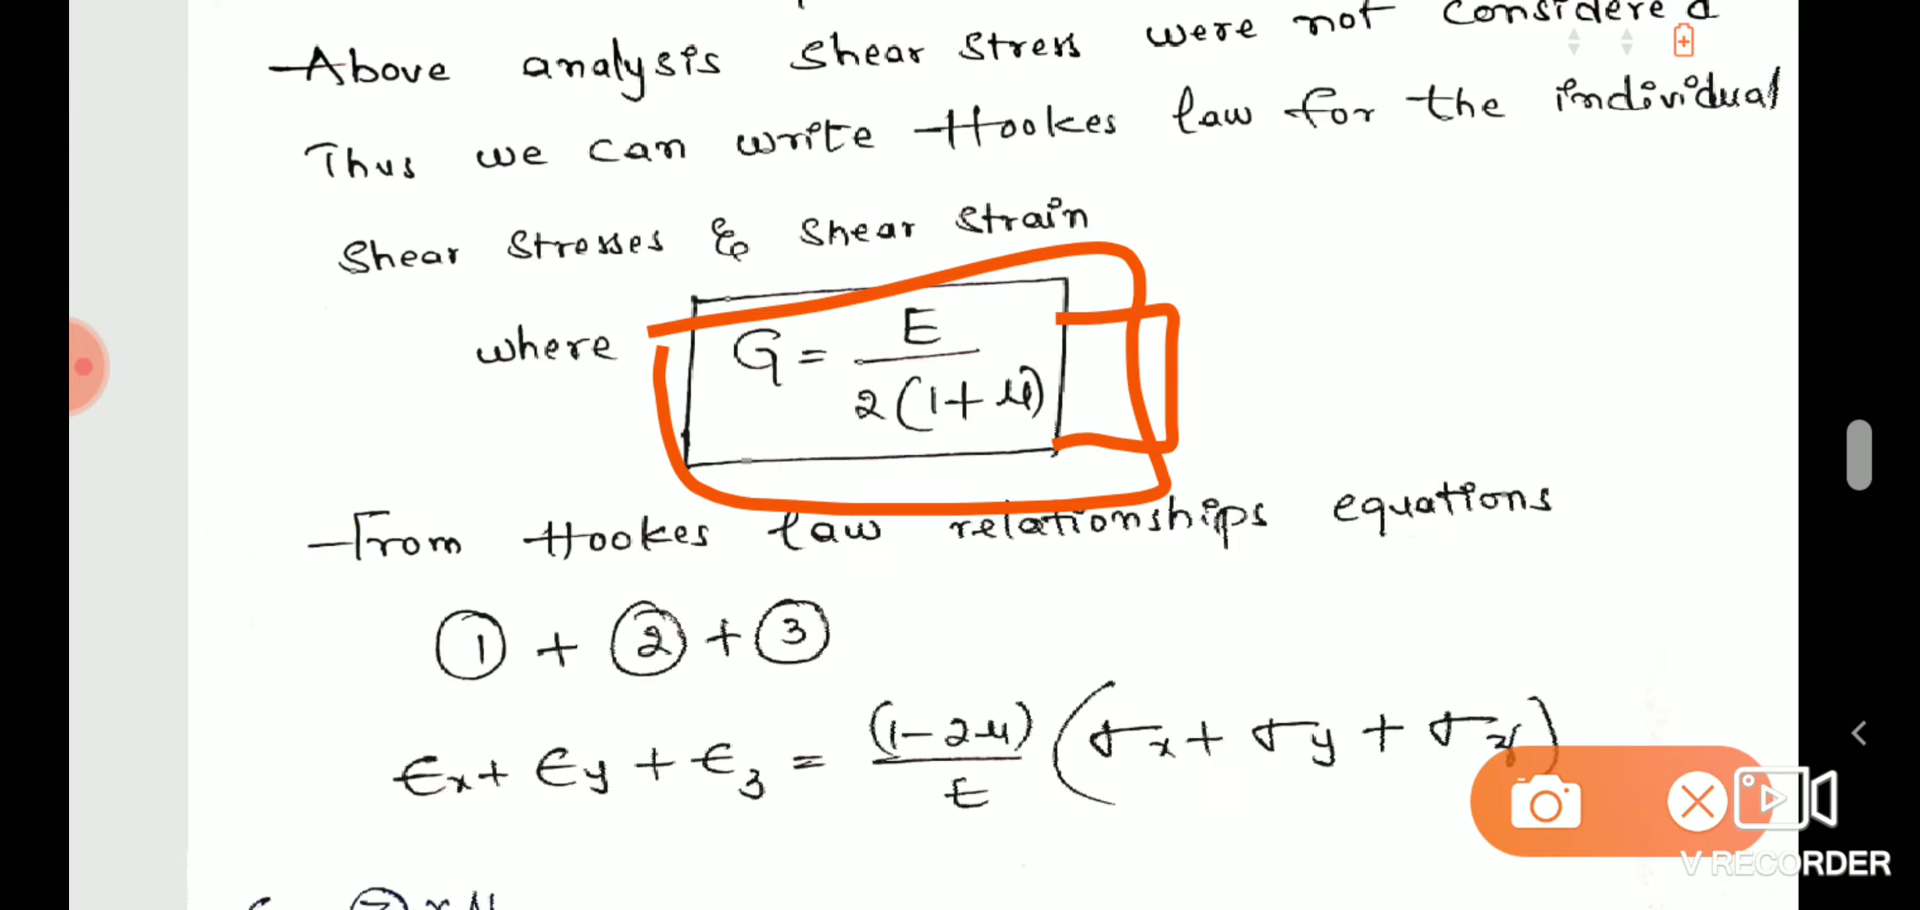 Above analysis shear stress were not considered
Thus we can write Hookes law for the individual
shear stresses & shear strain
where G = E / 2(1+μ)
From Hookes law relationships equations
① + ② + ③
ϵx + ϵy + ϵz = (1-2μ) / E (σx + σy + σz)
V RECORDER